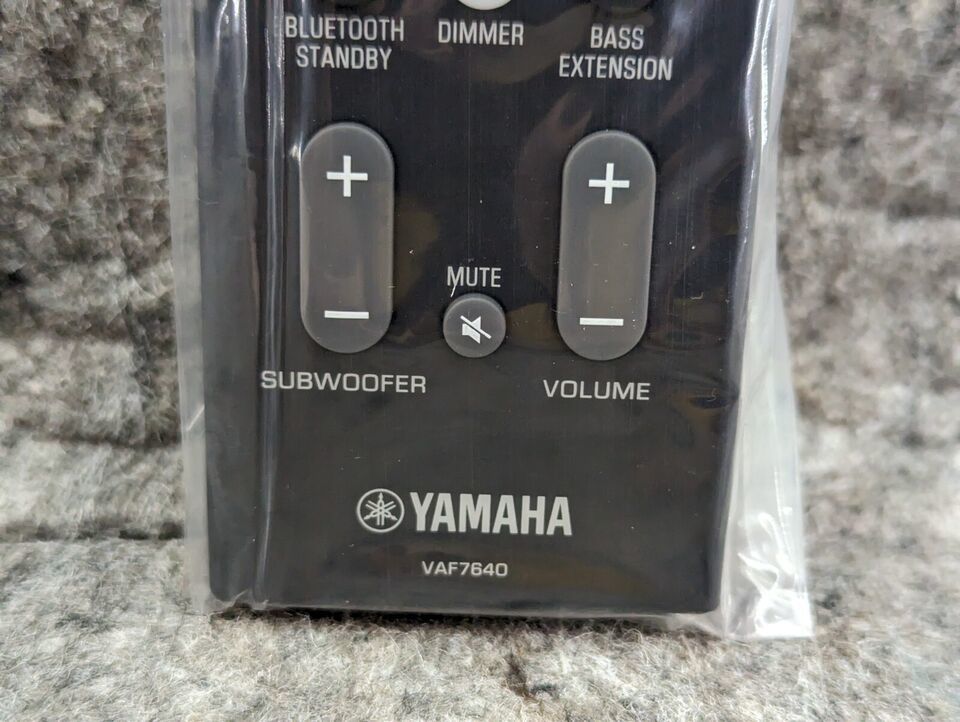 BLUETOOTH
STANDBY
DIMMER
BASS
EXTENSION
+
+
MUTE
−
−
SUBWOOFER
VOLUME
YAMAHA
VAF7640